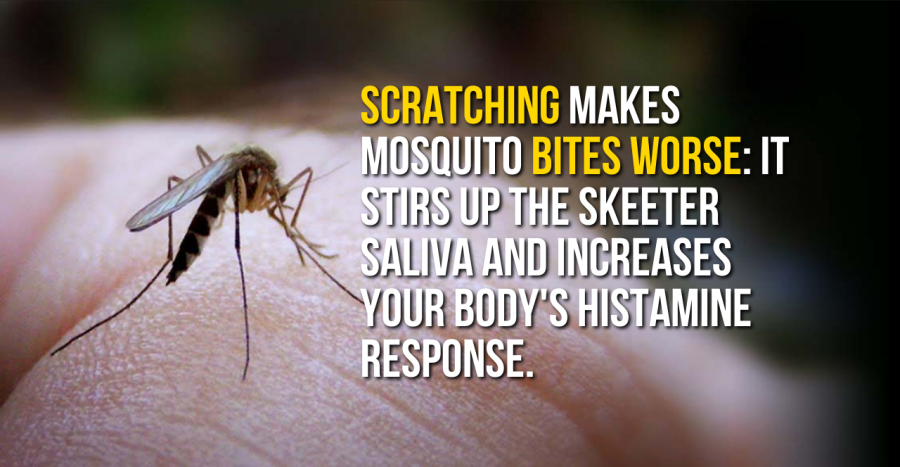 SCRATCHING MAKES
MOSQUITO BITES WORSE: IT
STIRS UP THE SKEETER
SALIVA AND INCREASES
YOUR BODY'S HISTAMINE
RESPONSE.